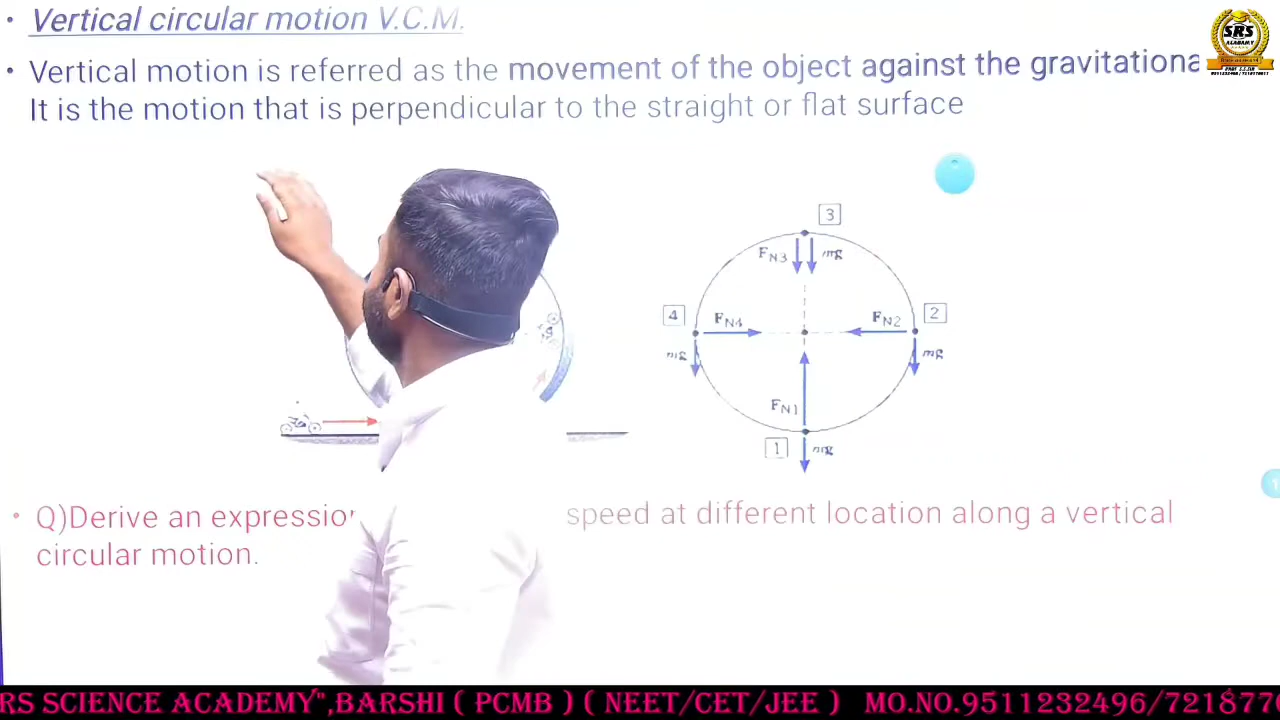 • Vertical circular motion V.C.M.
• Vertical motion is referred as the movement of the object against the gravitationa
It is the motion that is perpendicular to the straight or flat surface
3
FN3 mg
4 FN4 FN2 2
mg mg
FN1
1 mg
• Q)Derive an expression speed at different location along a vertical
circular motion.
SRS
ACADEMY
RS SCIENCE ACADEMY",BARSHI ( PCMB ) ( NEET/CET/JEE ) MO.NO.9511232496/7218770